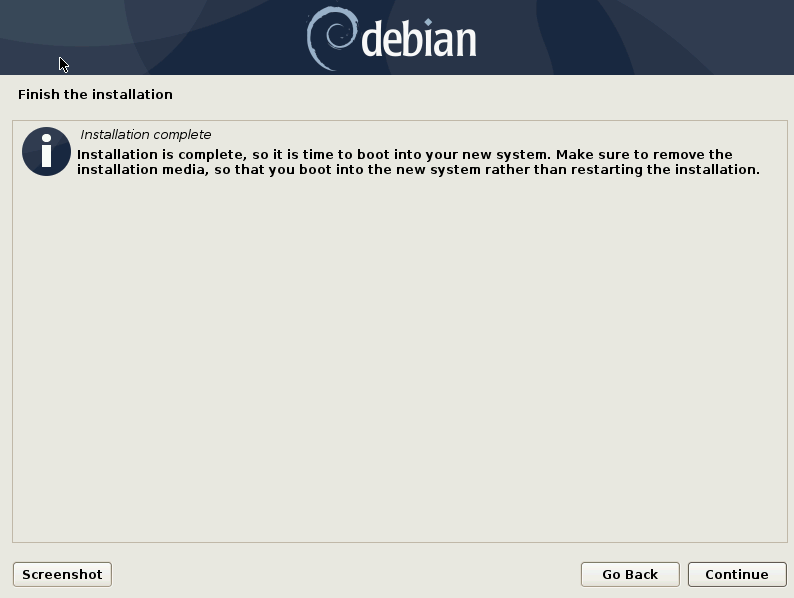 debian
Finish the installation
Installation complete
Installation is complete, so it is time to boot into your new system. Make sure to remove the
installation media, so that you boot into the new system rather than restarting the installation.
Screenshot
Go Back
Continue